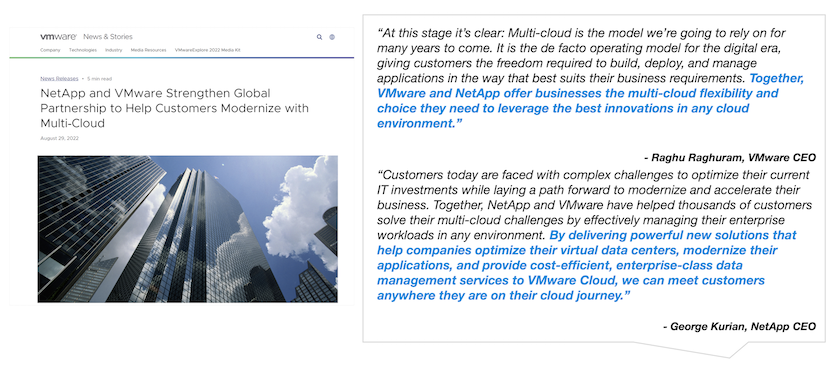 vmware News & Stories
Company Technologies Industry Media Resources VMwareExplore 2022 Media Kit
News Releases • 5 min read
NetApp and VMware Strengthen Global
Partnership to Help Customers Modernize with
Multi-Cloud
August 29, 2022
“At this stage it’s clear: Multi-cloud is the model we’re going to rely on for
many years to come. It is the de facto operating model for the digital era,
giving customers the freedom required to build, deploy, and manage
applications in the way that best suits their business requirements. Together,
VMware and NetApp offer businesses the multi-cloud flexibility and
choice they need to leverage the best innovations in any cloud
environment.”
- Raghu Raghuram, VMware CEO
“Customers today are faced with complex challenges to optimize their current
IT investments while laying a path forward to modernize and accelerate their
business. Together, NetApp and VMware have helped thousands of customers
solve their multi-cloud challenges by effectively managing their enterprise
workloads in any environment. By delivering powerful new solutions that
help companies optimize their virtual data centers, modernize their
applications, and provide cost-efficient, enterprise-class data
management services to VMware Cloud, we can meet customers
anywhere they are on their cloud journey.”
- George Kurian, NetApp CEO